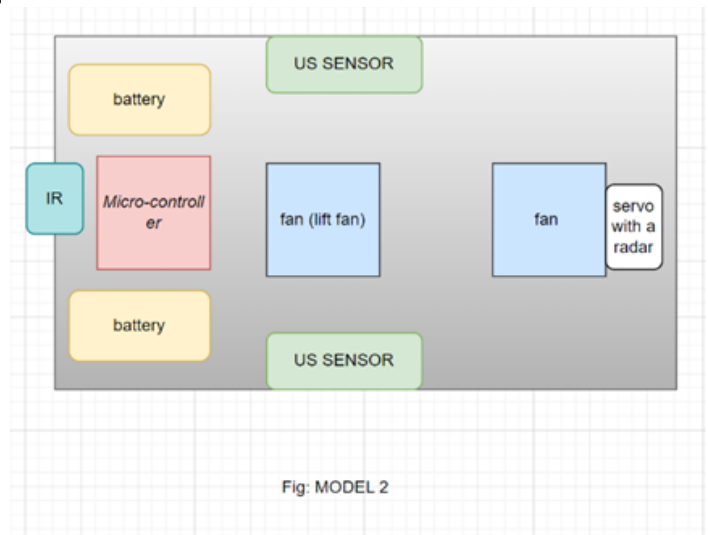 US SENSOR
battery
IR
Micro-controll
er
fan (lift fan)
fan
servo
with a
radar
battery
US SENSOR
Fig: MODEL 2